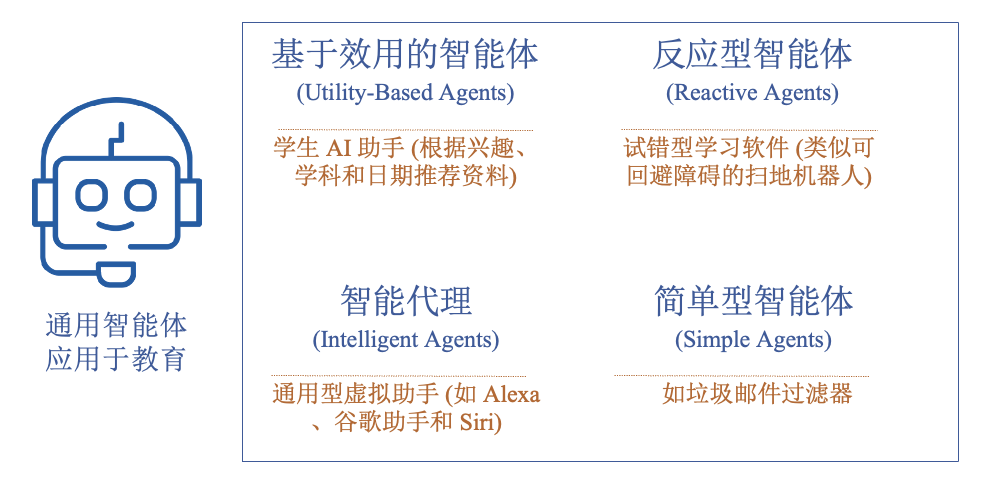 通用智能体
应用于教育
基于效用的智能体
(Utility-Based Agents)
学生 AI 助手 (根据兴趣、
学科和日期推荐资料)
反应型智能体
(Reactive Agents)
试错型学习软件 (类似可
回避障碍的扫地机器人)
智能代理
(Intelligent Agents)
通用型虚拟助手 (如 Alexa
、谷歌助手和 Siri)
简单型智能体
(Simple Agents)
如垃圾邮件过滤器